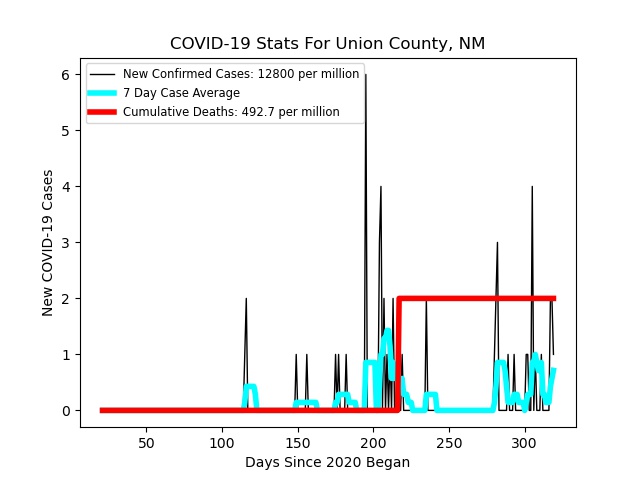 COVID-19 Stats For Union County, NM
New Confirmed Cases: 12800 per million
7 Day Case Average
Cumulative Deaths: 492.7 per million
New COVID-19 Cases
6
5
4
3
2
1
0
50 100 150 200 250 300
Days Since 2020 Began